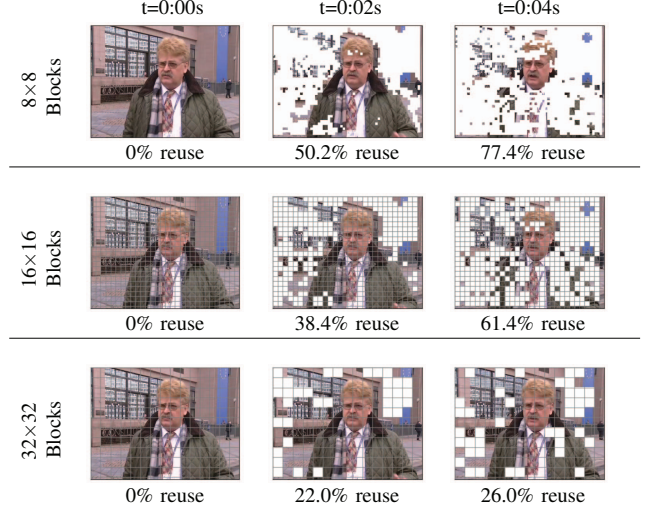 t=0:00s t=0:02s t=0:04s
8×8
Blocks
0% reuse 50.2% reuse 77.4% reuse
16×16
Blocks
0% reuse 38.4% reuse 61.4% reuse
32×32
Blocks
0% reuse 22.0% reuse 26.0% reuse